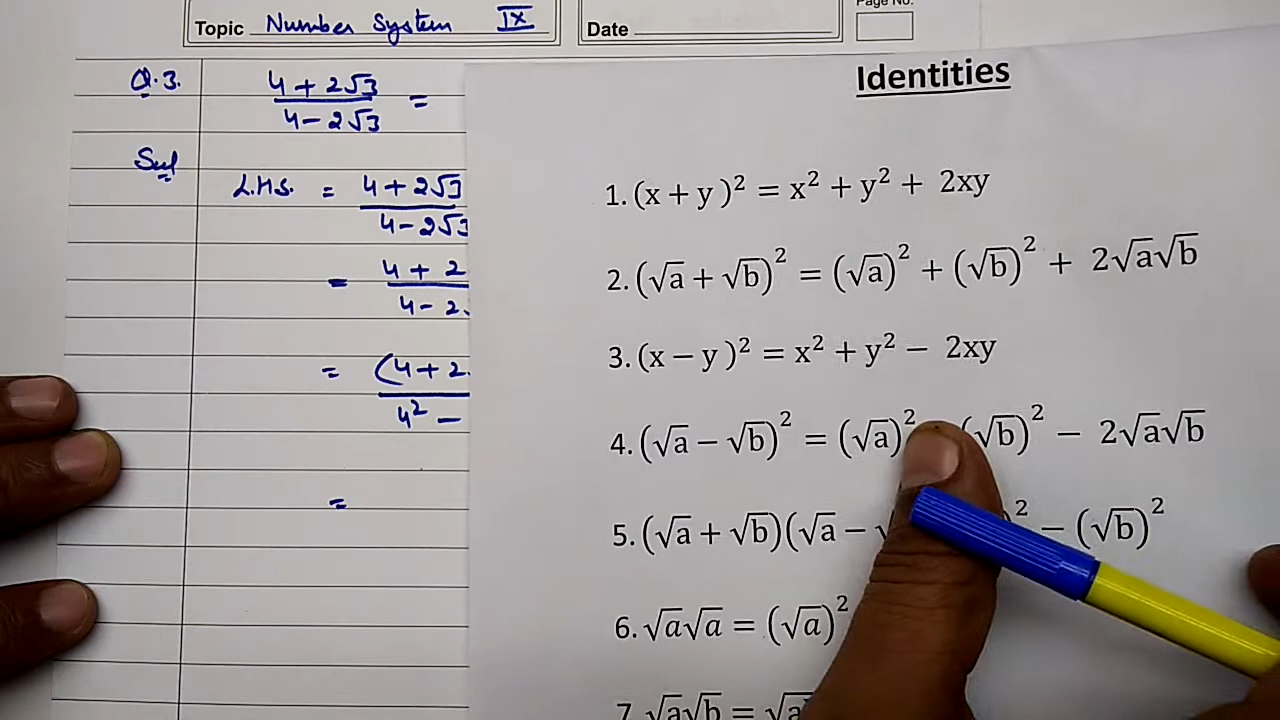 Page No.
Topic Number System IX
Date
Q.3. 4 + 2√3 / 4 - 2√3 =
Sol
L.H.S. = 4 + 2√3 / 4 - 2√3
= 4 + 2 / 4 - 2
= (4 + 2 / 4² -
=
Identities
1. (x + y )² = x² + y² + 2xy
2. (√a + √b)² = (√a)² + (√b)² + 2√a√b
3. (x − y )² = x² + y² − 2xy
4. (√a − √b)² = (√a)² (√b)² − 2√a√b
5. (√a + √b)(√a − )² − (√b)²
6. √a√a = (√a)²
7. √a√b = √a